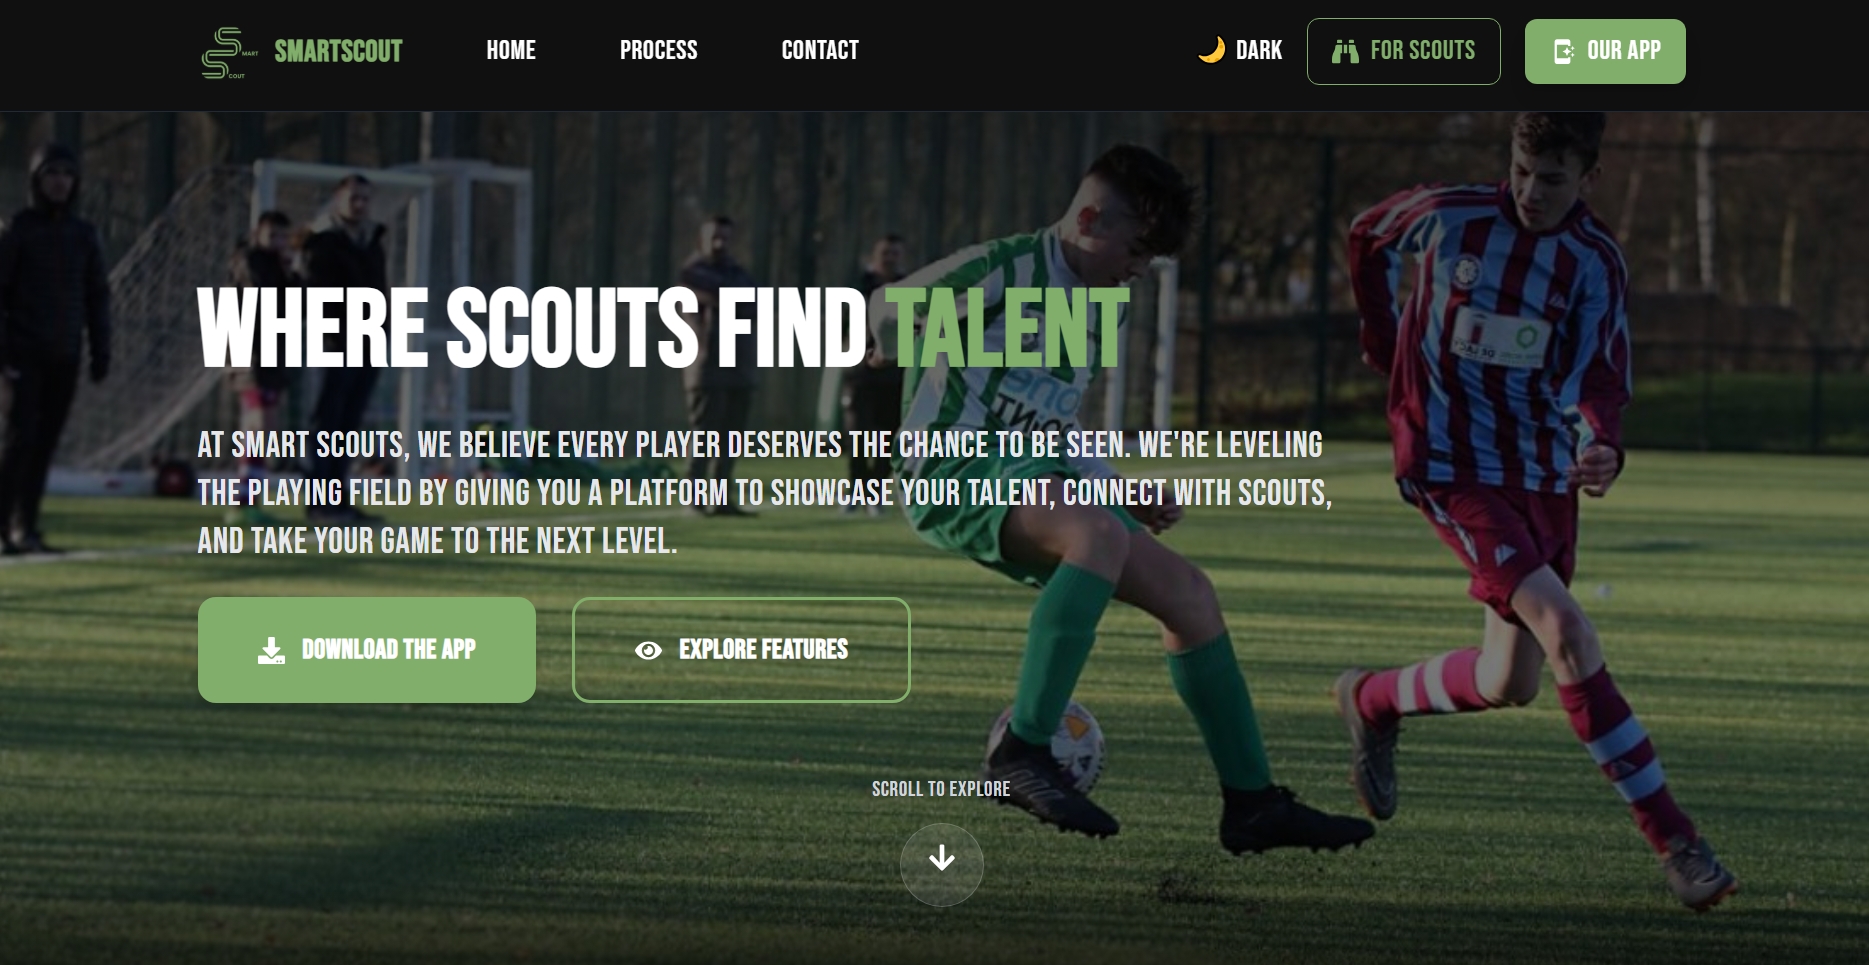 SMART
SCOUT
SMARTSCOUT
HOME
PROCESS
CONTACT
DARK
FOR SCOUTS
OUR APP
WHERE SCOUTS FIND TALENT
AT SMART SCOUTS, WE BELIEVE EVERY PLAYER DESERVES THE CHANCE TO BE SEEN. WE'RE LEVELING
THE PLAYING FIELD BY GIVING YOU A PLATFORM TO SHOWCASE YOUR TALENT, CONNECT WITH SCOUTS,
AND TAKE YOUR GAME TO THE NEXT LEVEL.
DOWNLOAD THE APP
EXPLORE FEATURES
SCROLL TO EXPLORE